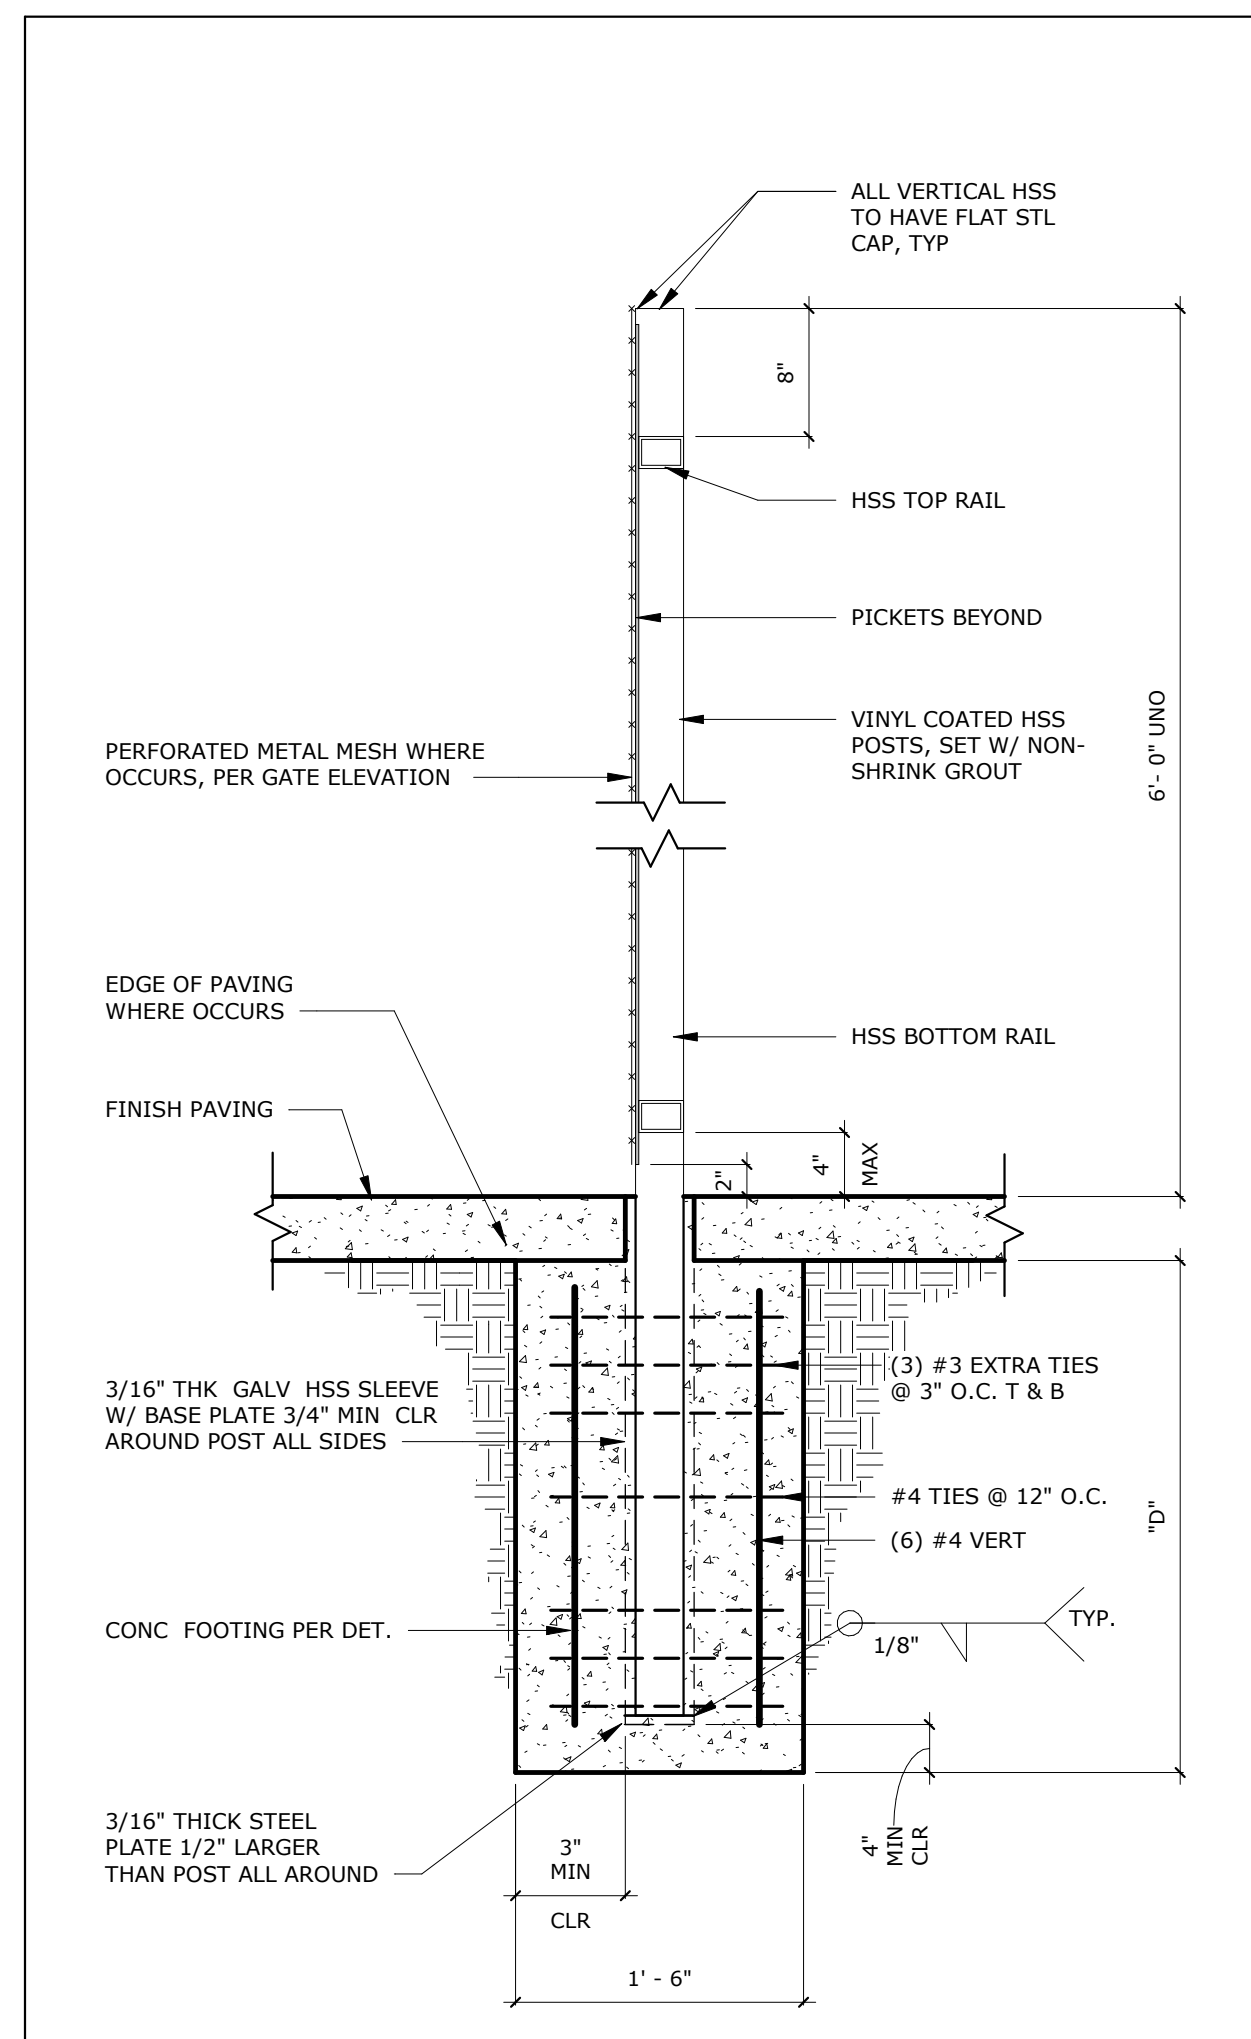 ALL VERTICAL HSS
TO HAVE FLAT STL
CAP, TYP
8"
HSS TOP RAIL
PICKETS BEYOND
VINYL COATED HSS
POSTS, SET W/ NON-
SHRINK GROUT
6'- 0" UNO
PERFORATED METAL MESH WHERE
OCCURS, PER GATE ELEVATION
EDGE OF PAVING
WHERE OCCURS
HSS BOTTOM RAIL
FINISH PAVING
2"
4"
MAX
(3) #3 EXTRA TIES
@ 3" O.C. T & B
3/16" THK GALV HSS SLEEVE
W/ BASE PLATE 3/4" MIN CLR
AROUND POST ALL SIDES
#4 TIES @ 12" O.C.
(6) #4 VERT
"D"
CONC FOOTING PER DET.
1/8"
TYP.
3/16" THICK STEEL
PLATE 1/2" LARGER
THAN POST ALL AROUND
3"
MIN
CLR
4"
MIN
CLR
1' - 6"